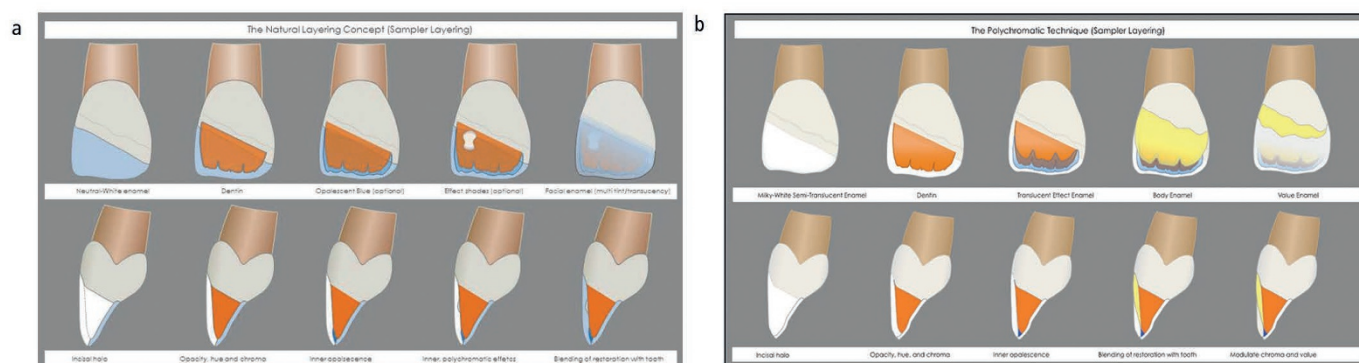 a
The Natural Layering Concept (Sampler Layering)
Neutral-White enamel
Dentin
Opalescent Blue (optional)
Effect shades (optional)
Facial enamel (multi tint/transucency)
Incisal halo
Opacity, hue and chroma
Inner opalsecence
Inner, polychromatic effetcs
Blending of restoration with tooth
b
The Polychromatic Technique (Sampler Layering)
Milky-White Semi-Translucent Enamel
Dentin
Translucent Effect Enamel
Body Enamel
Value Enamel
Incisal halo
Opacity, hue, and chroma
Inner opalescence
Blending of restoration with tooth
Modulate chroma and value